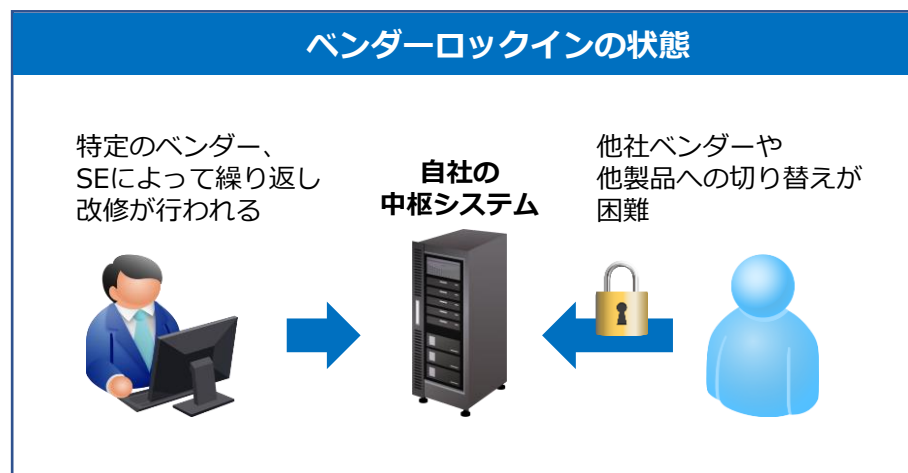 ベンダーロックインの状態
特定のベンダー、
SEによって繰り返し
改修が行われる
自社の
中枢システム
他社ベンダーや
他製品への切り替えが
困難